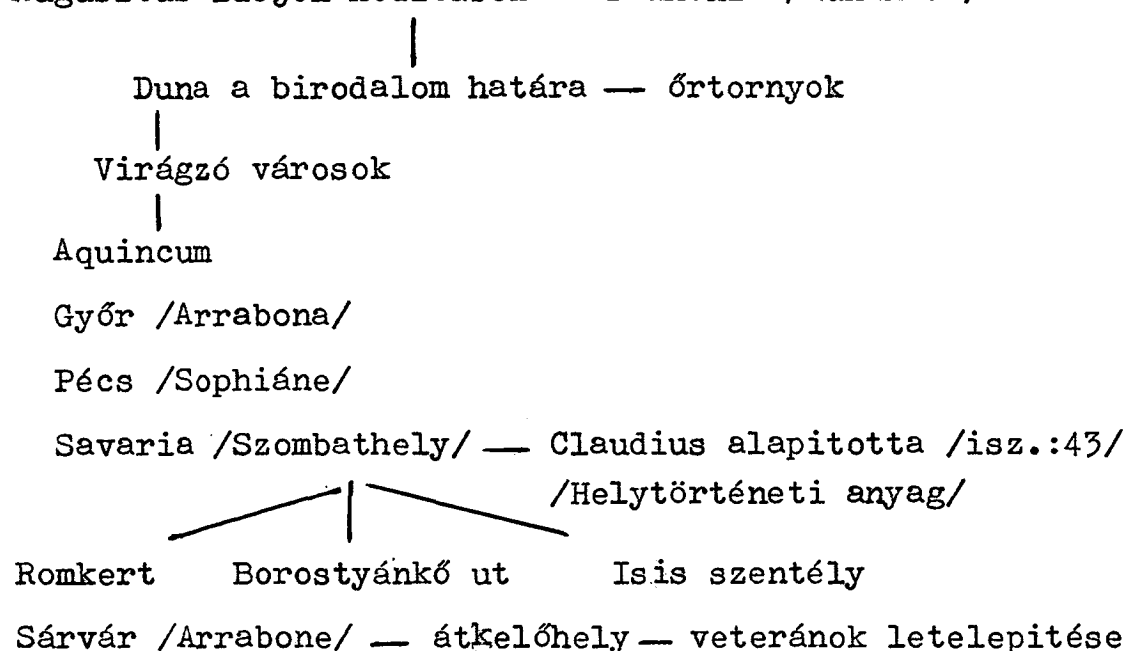 Duna a birodalom határa — őrtornyok
Virágzó városok
Aquincum
Győr /Arrabona/
Pécs /Sophiáne/
Savaria /Szombathely/ — Claudius alapitotta /isz.:43/
/Helytörténeti anyag/
Romkert Borostyánkő ut Isis szentély
Sárvár /Arrabone/ — átkelőhely — veteránok letelepitése